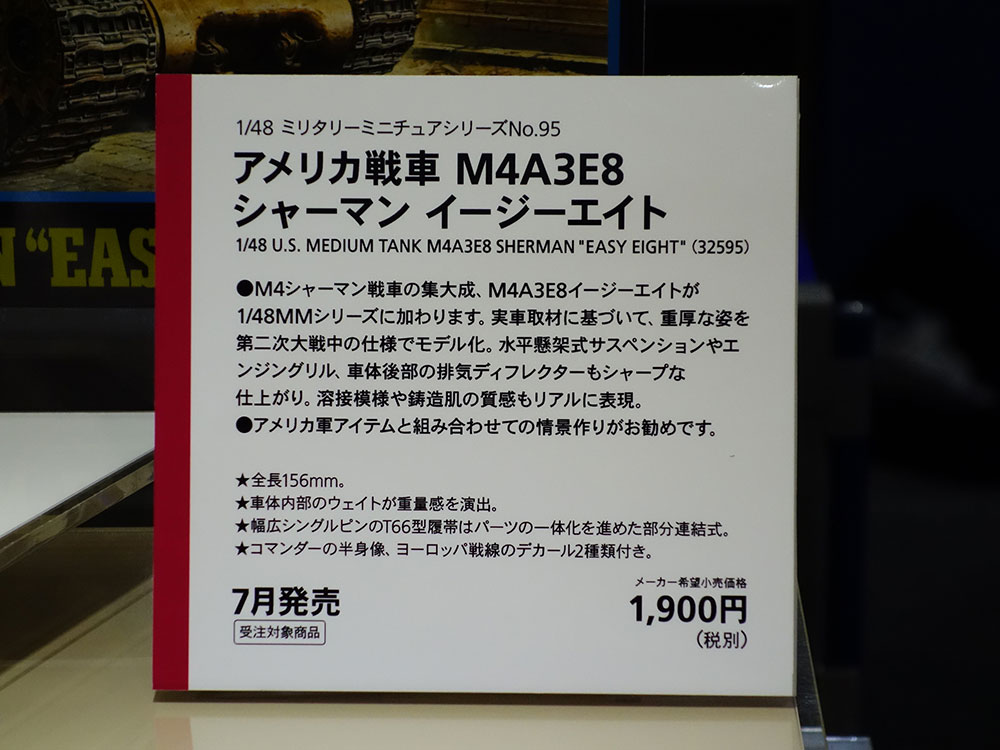 N "EAS
1/48 ミリタリーミニチュアシリーズNo.95
アメリカ戦車 M4A3E8
シャーマン イージーエイト
1/48 U.S. MEDIUM TANK M4A3E8 SHERMAN "EASY EIGHT" (32595)
●M4シャーマン戦車の集大成、M4A3E8イージーエイトが
1/48MMシリーズに加わります。実車取材に基づいて、重厚な姿を
第二次大戦中の仕様でモデル化。水平懸架式サスペンションやエ
ンジングリル、車体後部の排気ディフレクターもシャープな
仕上がり。溶接模様や鋳造肌の質感もリアルに表現。
●アメリカ軍アイテムと組み合わせての情景作りがお勧めです。
★全長156mm。
★車体内部のウェイトが重量感を演出。
★幅広シングルピンのT66型履帯はパーツの一体化を進めた部分連結式。
★コマンダーの半身像、ヨーロッパ戦線のデカール2種類付き。
7月発売
受注対象商品
メーカー希望小売価格
1,900円
(税別)